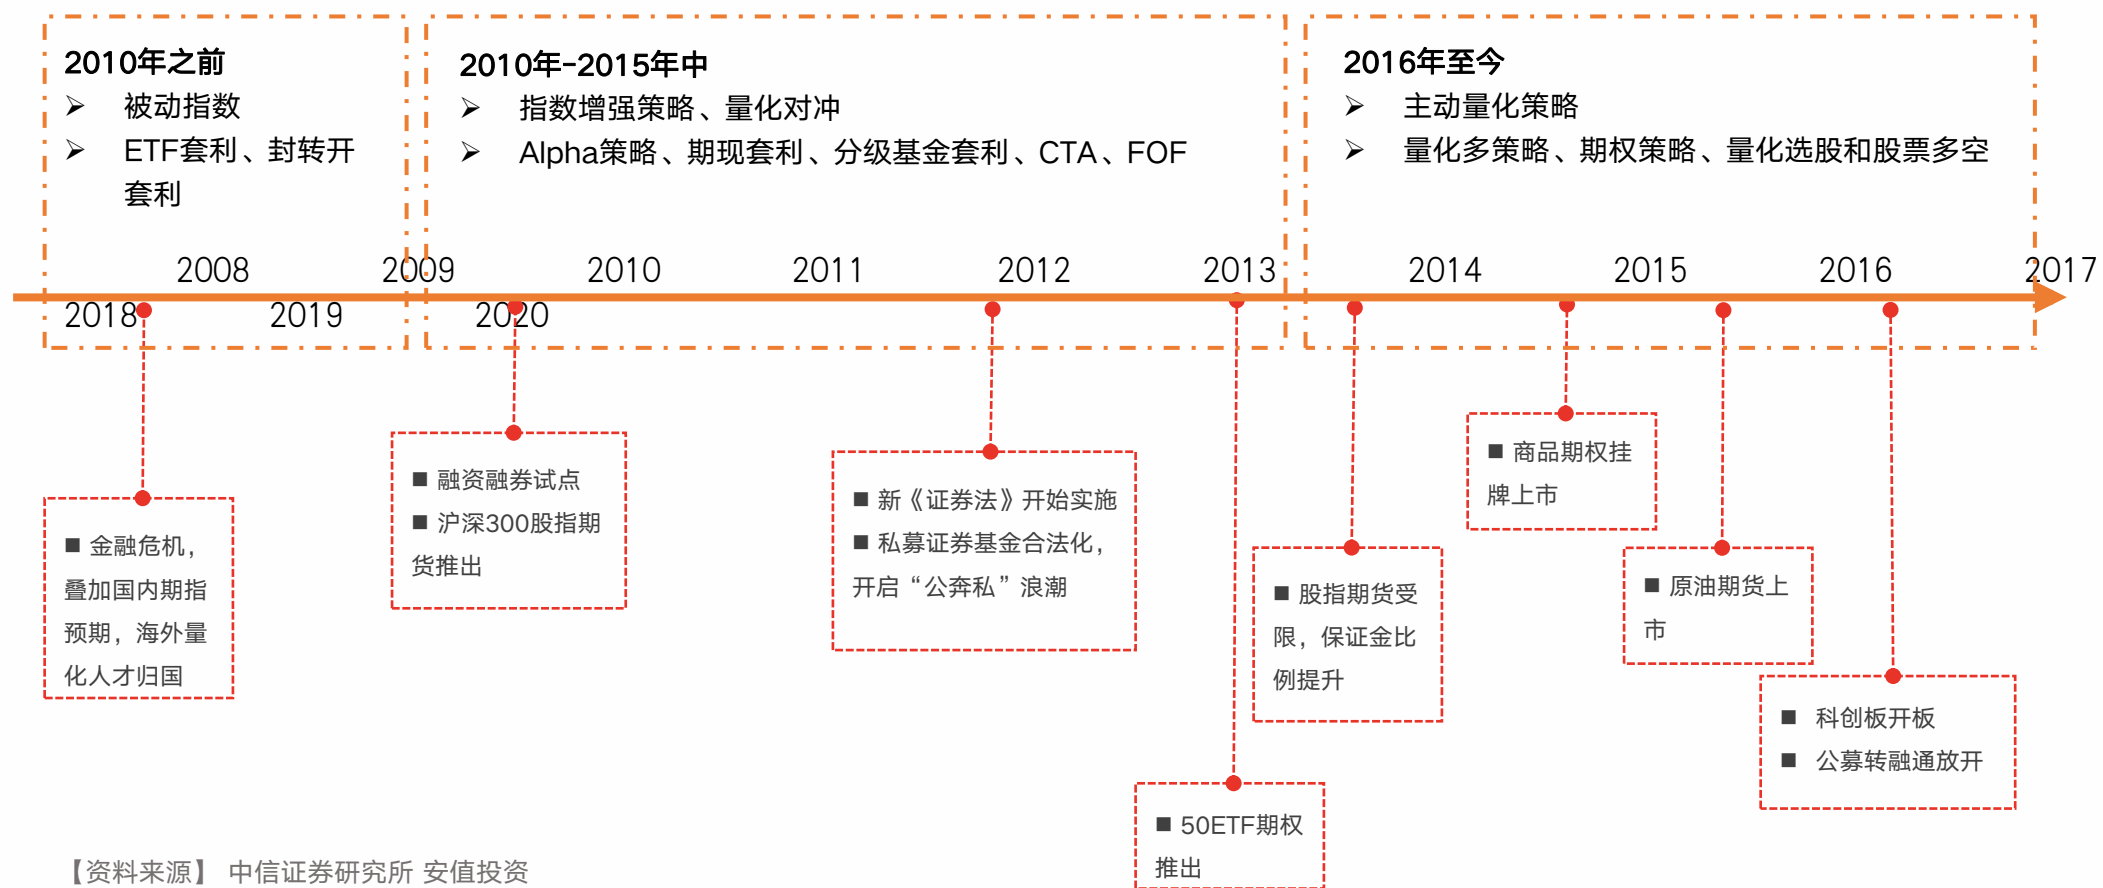 2010年之前
➢ 被动指数
➢ ETF套利、封转开
套利
2010年-2015年中
➢ 指数增强策略、量化对冲
➢ Alpha策略、期现套利、分级基金套利、CTA、FOF
2016年至今
➢ 主动量化策略
➢ 量化多策略、期权策略、量化选股和股票多空
2008 2009 2010 2011 2012 2013 2014 2015 2016 2017
2018 2019 2020
■ 金融危机，
叠加国内期指
预期，海外量
化人才归国
■ 融资融券试点
■ 沪深300股指期
货推出
■ 新《证券法》开始实施
■ 私募证券基金合法化，
开启“公奔私”浪潮
■ 50ETF期权
推出
■ 股指期货受
限，保证金比
例提升
■ 商品期权挂
牌上市
■ 原油期货上
市
■ 科创板开板
■ 公募转融通放开
【资料来源】 中信证券研究所 安值投资